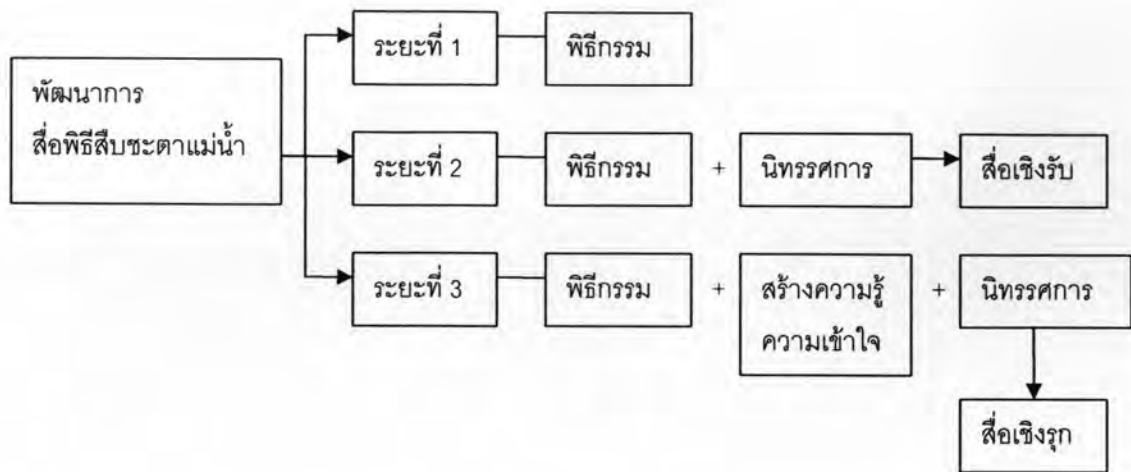 พัฒนาการ
สื่อพิธีสืบชะตาแม่น้ำ
ระยะที่ 1
พิธีกรรม
ระยะที่ 2
พิธีกรรม
+
นิทรรศการ
สื่อเชิงรับ
ระยะที่ 3
พิธีกรรม
+
สร้างความรู้
ความเข้าใจ
+
นิทรรศการ
สื่อเชิงรุก